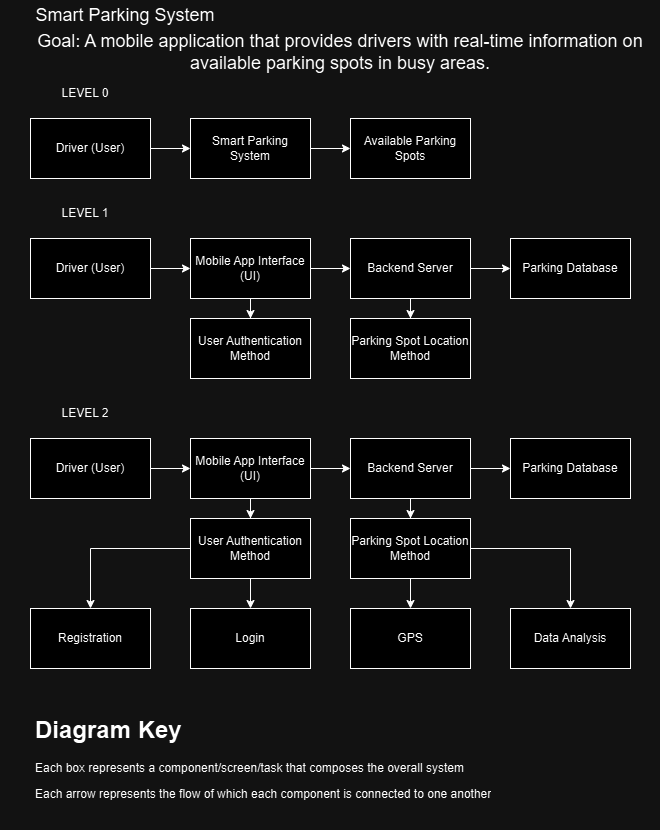 Smart Parking System
Goal: A mobile application that provides drivers with real-time information on
available parking spots in busy areas.
LEVEL 0
Driver (User)
Smart Parking
System
Available Parking
Spots
LEVEL 1
Driver (User)
Mobile App Interface
(UI)
Backend Server
Parking Database
User Authentication
Method
Parking Spot Location
Method
LEVEL 2
Driver (User)
Mobile App Interface
(UI)
Backend Server
Parking Database
User Authentication
Method
Parking Spot Location
Method
Registration
Login
GPS
Data Analysis
Diagram Key
Each box represents a component/screen/task that composes the overall system
Each arrow represents the flow of which each component is connected to one another